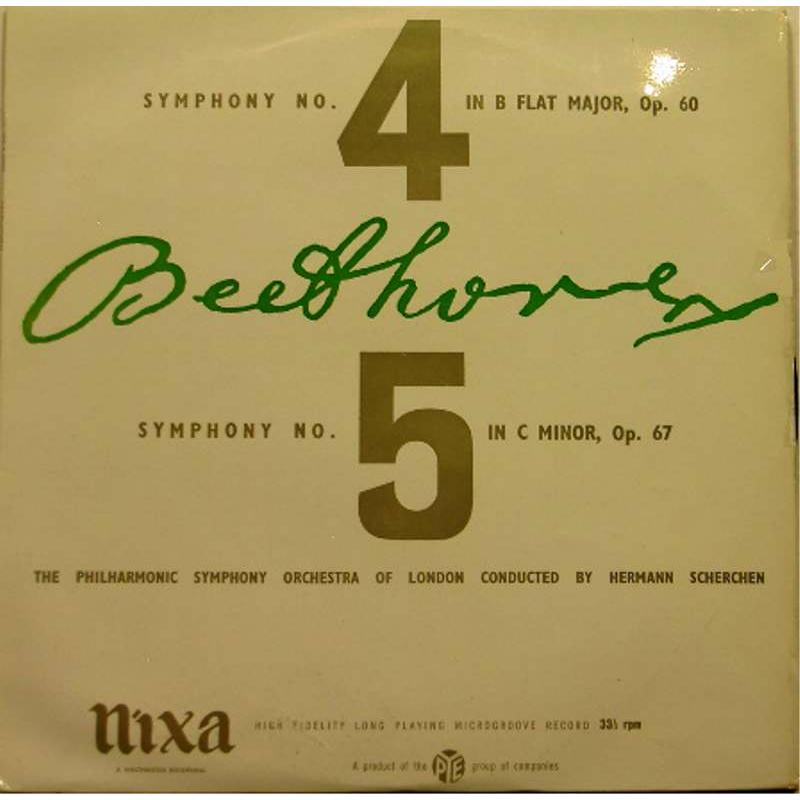 SYMPHONY NO. 4 IN B FLAT MAJOR, Op. 60
Beethoven
SYMPHONY NO. 5 IN C MINOR, Op. 67
THE PHILHARMONIC SYMPHONY ORCHESTRA OF LONDON CONDUCTED BY HERMANN SCHERCHEN
nixa HIGH FIDELITY LONG PLAYING MICROGROOVE RECORD 33⅓ rpm
A WESTMINSTER RECORDING
A product of the PYE group of companies